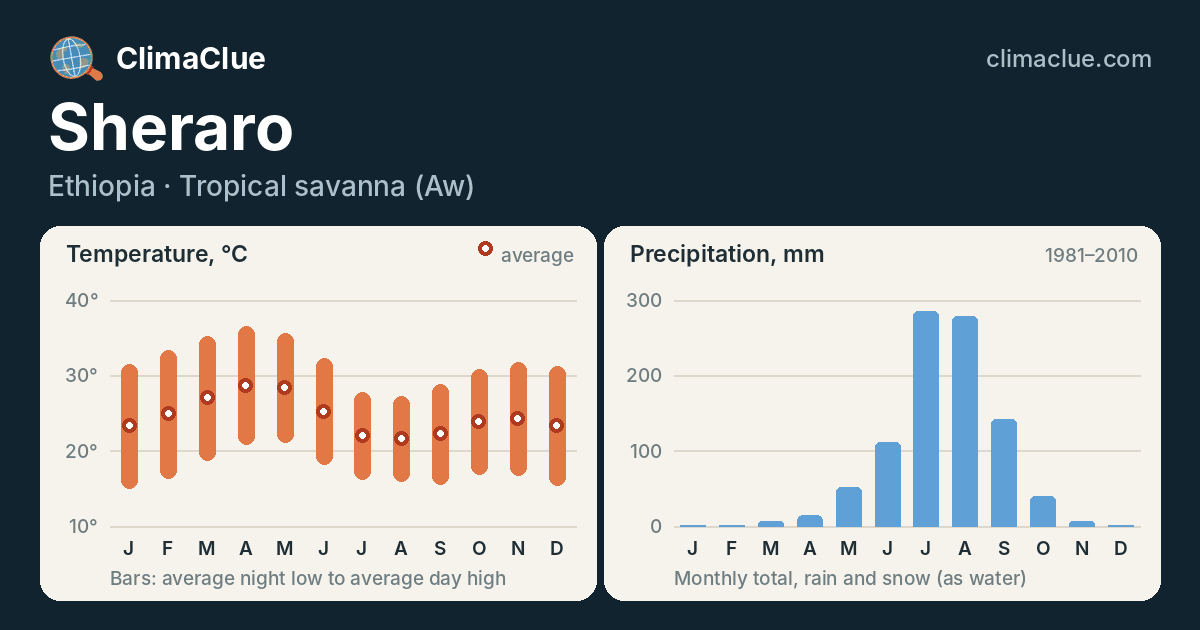 ClimaClue
climaclue.com
Sheraro
Ethiopia · Tropical savanna (Aw)
Temperature, °C
average
40°
30°
20°
10°
J F M A M J J A S O N D
Bars: average night low to average day high
Precipitation, mm
1981–2010
300
200
100
0
J F M A M J J A S O N D
Monthly total, rain and snow (as water)